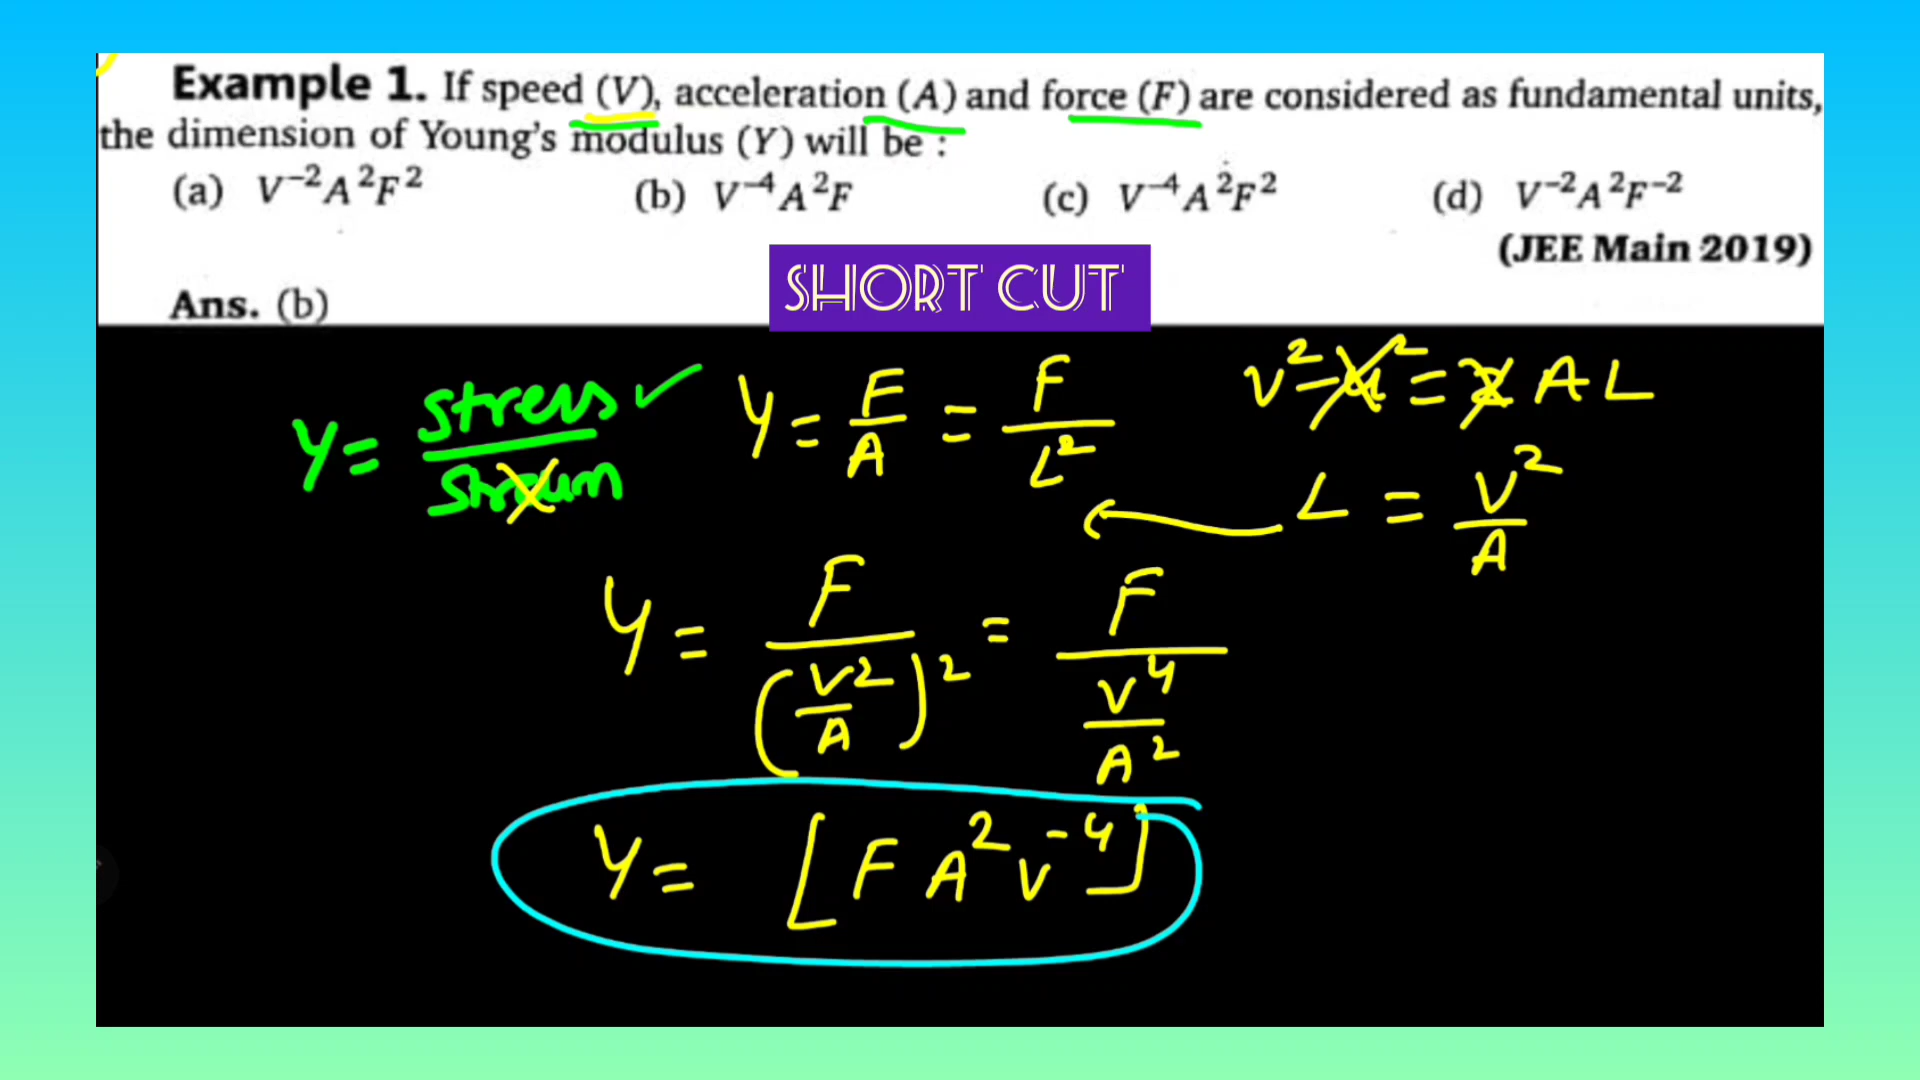 Example 1. If speed (V), acceleration (A) and force (F) are considered as fundamental units,
the dimension of Young's modulus (Y) will be :
(a) V⁻²A²F² (b) V⁻⁴A²F (c) V⁻⁴A²F² (d) V⁻²A²F⁻²
(JEE Main 2019)
Ans. (b)
SHORT CUT
Y = stress / strain
Y = F/A = F/L²
V² - u² = 2AL
L = V²/A
Y = F/(V²/A)² = F/(V⁴/A²)
Y = [F A² V⁻⁴]